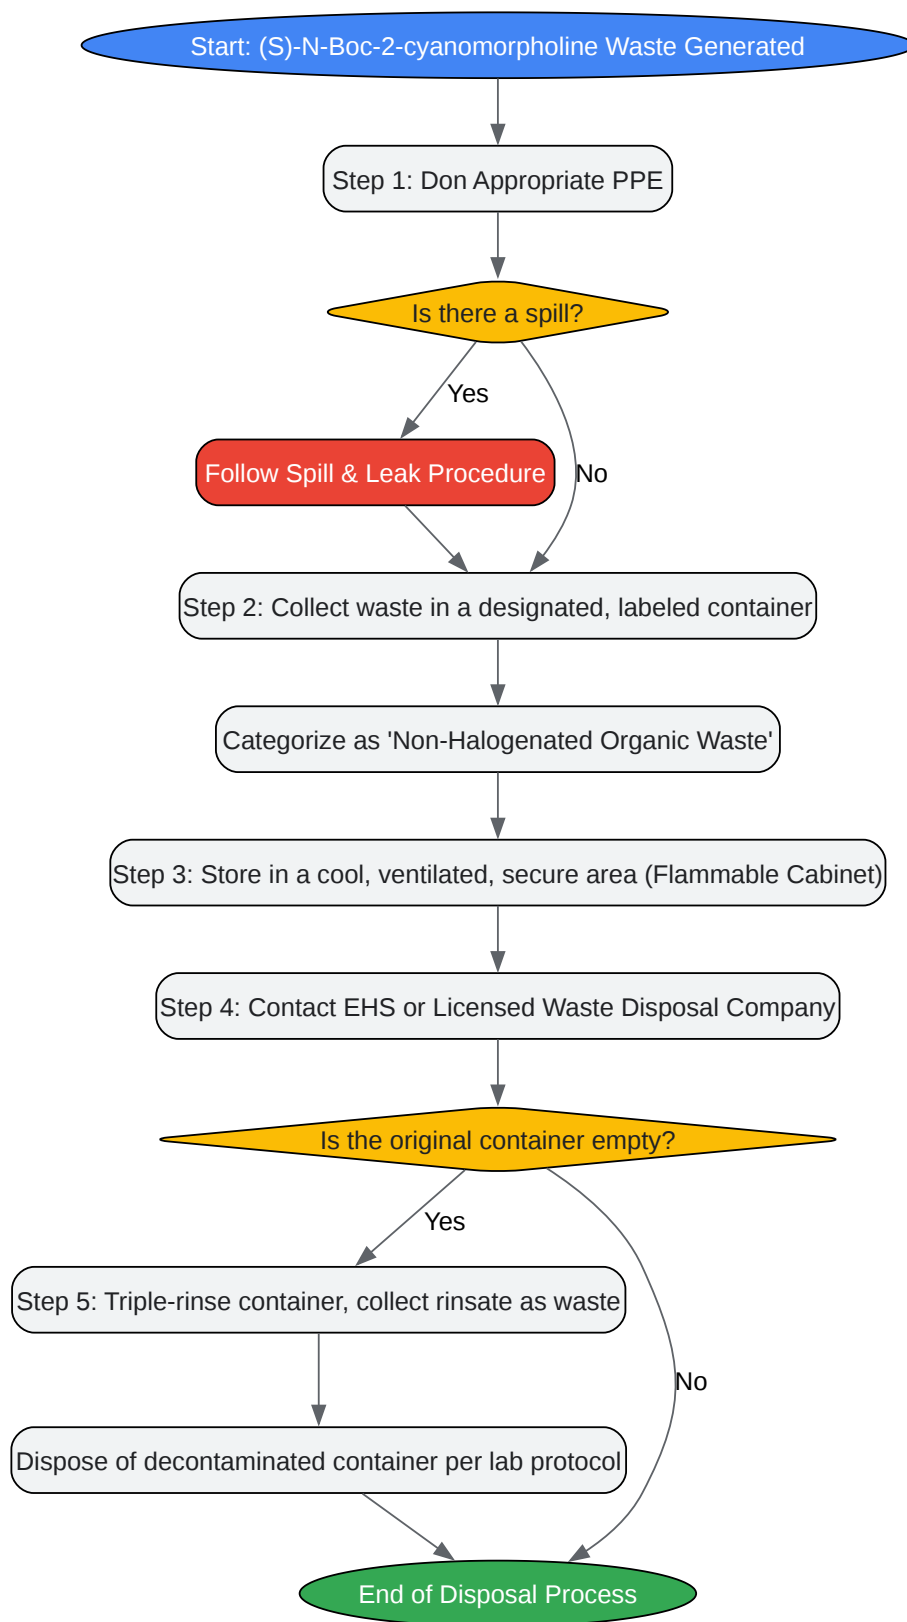 Start: (S)-N-Boc-2-cyanomorpholine Waste Generated
Step 1: Don Appropriate PPE
Is there a spill?
Yes
Follow Spill & Leak Procedure
No
Step 2: Collect waste in a designated, labeled container
Categorize as 'Non-Halogenated Organic Waste'
Step 3: Store in a cool, ventilated, secure area (Flammable Cabinet)
Step 4: Contact EHS or Licensed Waste Disposal Company
Is the original container empty?
Yes
Step 5: Triple-rinse container, collect rinsate as waste
No
Dispose of decontaminated container per lab protocol
End of Disposal Process